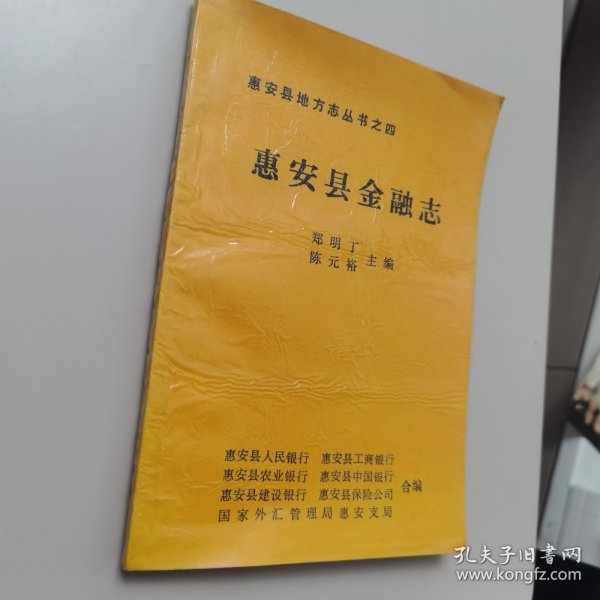 惠安县地方志丛书之四
惠安县金融志
郑明丁
陈元裕
主编
惠安县人民银行 惠安县工商银行
惠安县农业银行 惠安县中国银行
惠安县建设银行 惠安县保险公司
国家外汇管理局惠安支局
合编
孔夫子旧书网
www.kongfz.com